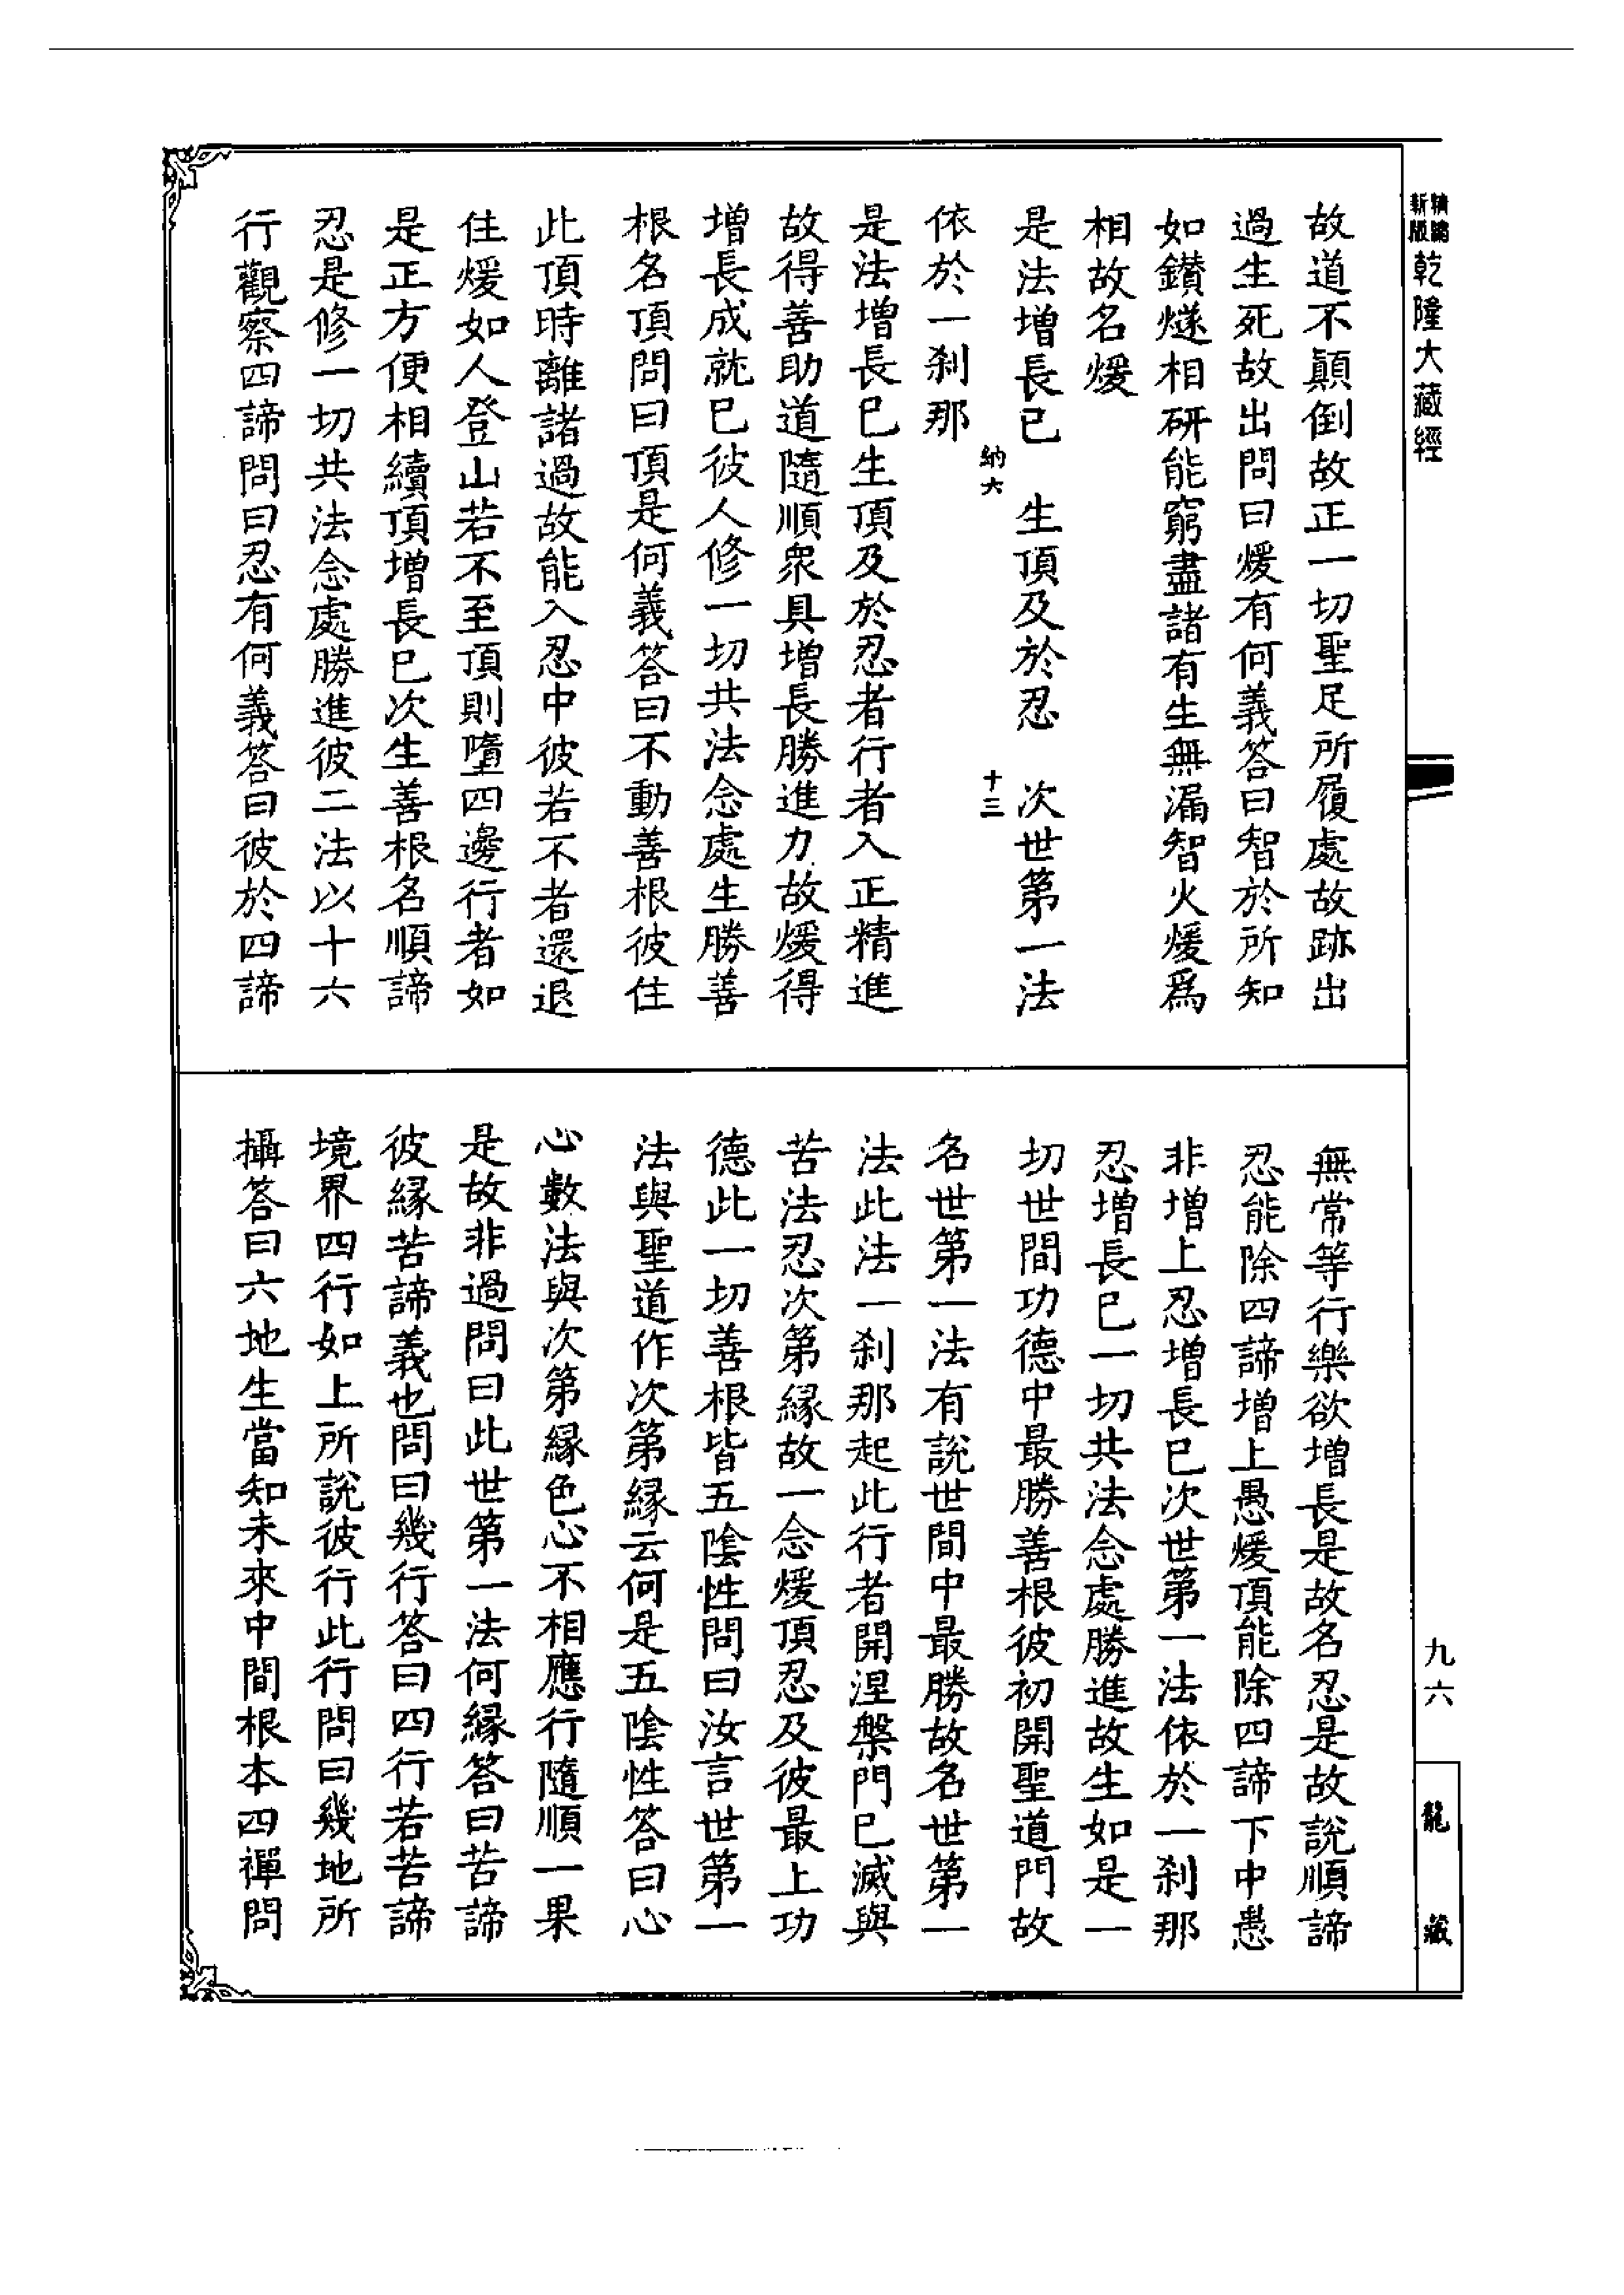 精編
新版
乾隆大藏經
故道不顛倒故正一切聖足所履處故跡出
過生死故出問曰煖有何義答曰智於所知
如鑚燧相研能窮盡諸有生無漏智火煖爲
相故名煖
是法增長已　生頂及於忍　次世第一法
納六　十三
依於一刹那
是法增長已生頂及於忍者行者入正精進
故得善助道隨順衆具增長勝進力故煖得
增長成就已彼人修一切共法念處生勝善
根名頂問曰頂是何義答曰不動善根彼住
此頂時離諸過故能入忍中彼若不者還退
住煖如人登山若不至頂則墮四邊行者如
是正方便相續頂增長已次生善根名順諦
忍是修一切共法念處勝進彼二法以十六
行觀察四諦問曰忍有何義答曰彼於四諦
無常等行樂欲增長是故名忍是故說順諦
忍能除四諦增上愚煖頂能除四諦下中愚
非增上忍增長已次世第一法依於一刹那
忍增長已一切共法念處勝進故生如是一
切世間功德中最勝善根彼初開聖道門故
名世第一法有說世間中最勝故名世第一
法此法一刹那起此行者開涅槃門已滅與
苦法忍次第緣故一念煖頂忍及彼最上功
德此一切善根皆五陰性問曰汝言世第一
法與聖道作次第緣云何是五陰性答曰心
心數法與次第緣色心不相應行隨順一果
是故非過問曰此世第一法何緣答曰苦諦
彼緣苦諦義也問曰幾行答曰四行若苦諦
境界四行如上所說彼行此行問曰幾地所
攝答曰六地生當知未來中間根本四禪問
九六
龍藏